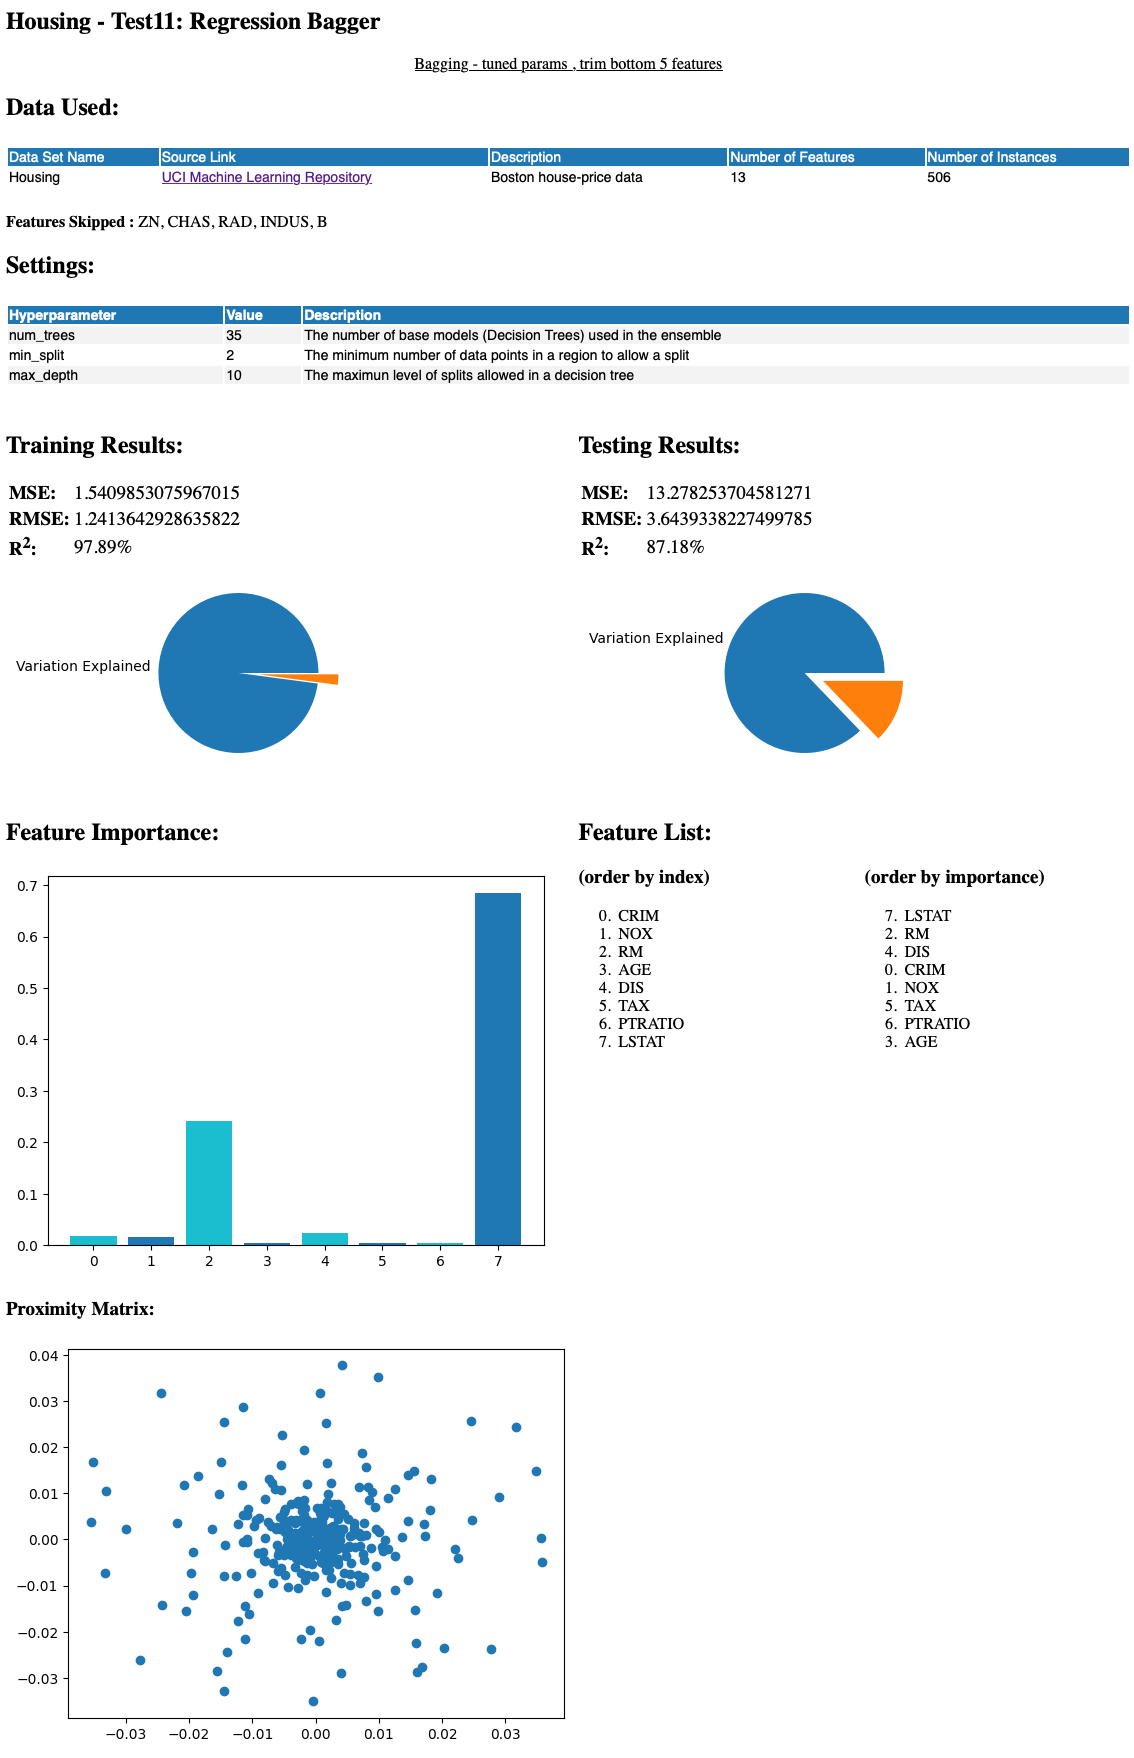 Housing - Test11: Regression Bagger
Bagging - tuned params , trim bottom 5 features
Data Used:
Data Set Name Source Link Description Number of Features Number of Instances
Housing UCI Machine Learning Repository Boston house-price data 13 506
Features Skipped : ZN, CHAS, RAD, INDUS, B
Settings:
Hyperparameter Value Description
num_trees 35 The number of base models (Decision Trees) used in the ensemble
min_split 2 The minimum number of data points in a region to allow a split
max_depth 10 The maximun level of splits allowed in a decision tree
Training Results:
MSE: 1.5409853075967015
RMSE: 1.2413642928635822
R²: 97.89%
Variation Explained
Testing Results:
MSE: 13.278253704581271
RMSE: 3.6439338227499785
R²: 87.18%
Variation Explained
Feature Importance:
0.7
0.6
0.5
0.4
0.3
0.2
0.1
0.0
0 1 2 3 4 5 6 7
Feature List:
(order by index)
0. CRIM
1. NOX
2. RM
3. AGE
4. DIS
5. TAX
6. PTRATIO
7. LSTAT
(order by importance)
7. LSTAT
2. RM
4. DIS
0. CRIM
1. NOX
5. TAX
6. PTRATIO
3. AGE
Proximity Matrix:
0.04
0.03
0.02
0.01
0.00
−0.01
−0.02
−0.03
−0.03 −0.02 −0.01 0.00 0.01 0.02 0.03